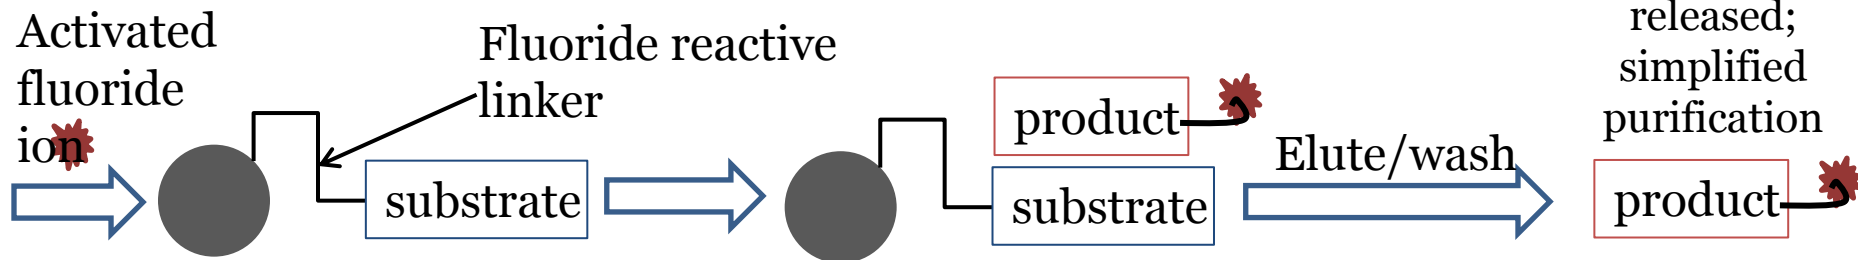 Activated
fluoride
ion
Fluoride reactive
linker
substrate
product
substrate
Elute/wash
released;
simplified
purification
product